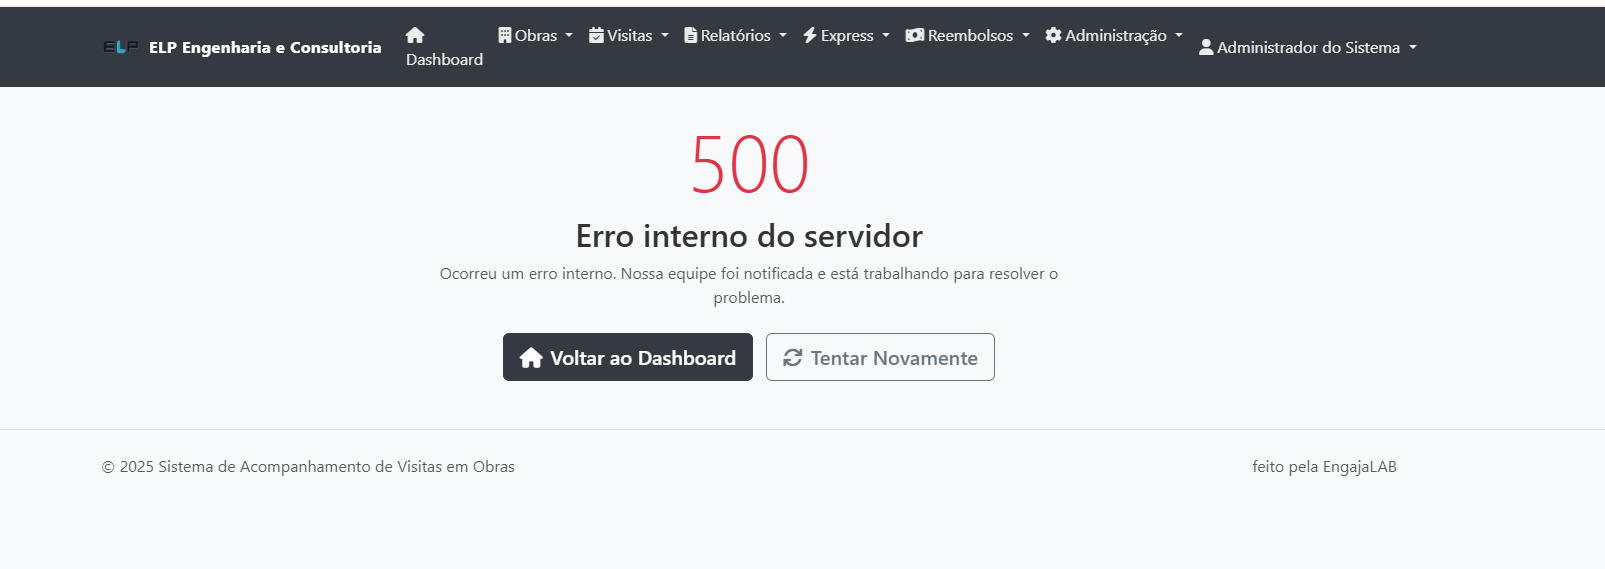 ELP ELP Engenharia e Consultoria Dashboard Obras Visitas Relatórios Express Reembolsos Administração Administrador do Sistema
500
Erro interno do servidor
Ocorreu um erro interno. Nossa equipe foi notificada e está trabalhando para resolver o
problema.
Voltar ao Dashboard Tentar Novamente
© 2025 Sistema de Acompanhamento de Visitas em Obras feito pela EngajaLAB